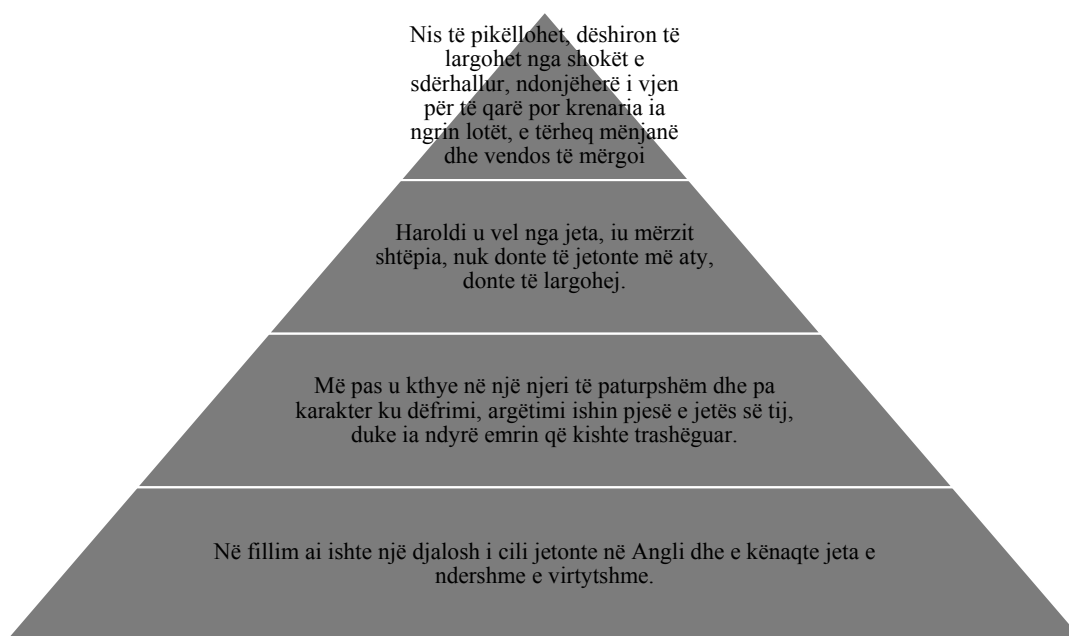 Nis të pikëllohet, dëshiron të
largohet nga shokët e
sdërhallur, ndonjëherë i vjen
për të qarë por krenaria ia
ngrin lotët, e tërheq mënjanë
dhe vendos të mërgoi
Haroldi u vel nga jeta, iu mërzit
shtëpia, nuk donte të jetonte më aty,
donte të largohej.
Më pas u kthye në një njeri të paturpshëm dhe pa
karakter ku dëfrimi, argëtimi ishin pjesë e jetës së tij,
duke ia ndyrë emrin që kishte trashëguar.
Në fillim ai ishte një djalosh i cili jetonte në Angli dhe e kënaqte jeta e
ndershme e virtytshme.